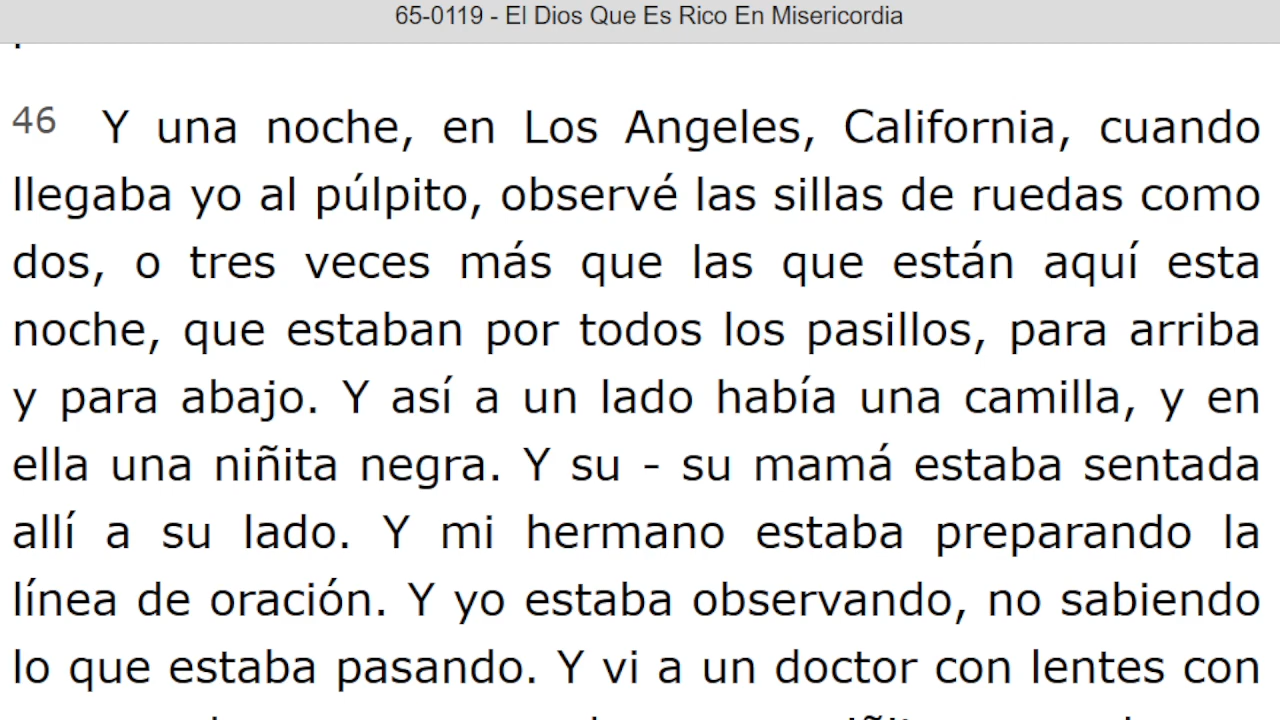 65-0119 - El Dios Que Es Rico En Misericordia
46 Y una noche, en Los Angeles, California, cuando
llegaba yo al púlpito, observé las sillas de ruedas como
dos, o tres veces más que las que están aquí esta
noche, que estaban por todos los pasillos, para arriba
y para abajo. Y así a un lado había una camilla, y en
ella una niñita negra. Y su - su mamá estaba sentada
allí a su lado. Y mi hermano estaba preparando la
línea de oración. Y yo estaba observando, no sabiendo
lo que estaba pasando. Y vi a un doctor con lentes con